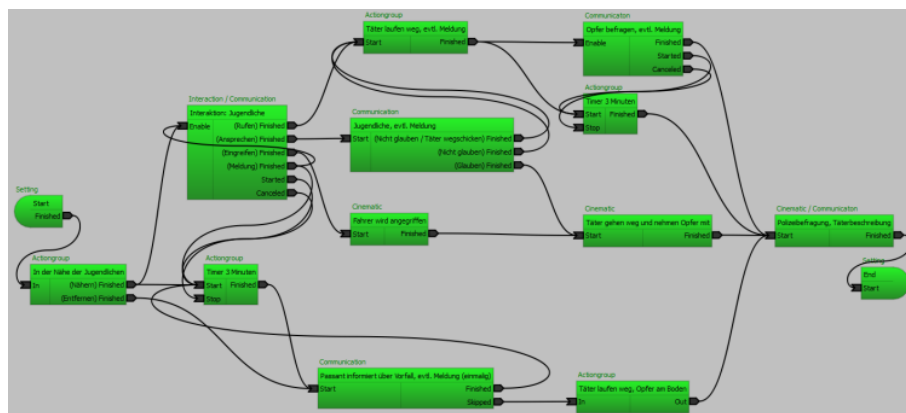 Actiongroup
Täter laufen weg, evtl. Meldung
Start Finished
Communicaton
Opfer befragen, evtl. Meldung
Enable Finished
Started
Canceled
Actiongroup
Timer 3 Minuten
Start Finished
Stop
Interaction / Communication
Interaktion: Jugendliche
Enable (Rufen) Finished
(Ansprechen) Finished
(Eingreifen) Finished
(Meldung) Finished
Started
Canceled
Communication
Jugendliche, evtl. Meldung
Start (Nicht glauben / Täter wegschicken) Finished
(Nicht glauben) Finished
(Glauben) Finished
Setting
Start
Finished
Cinematic
Fahrer wird angegriffen
Start Finished
Cinematic
Täter gehen weg und nehmen Opfer mit
Start Finished
Cinematic / Communicaton
Polizeibefragung, Täterbeschreibung
Start Finished
Setting
End
Start
Actiongroup
In der Nähe der Jugendlichen
In (Nähern) Finished
(Entfernen) Finished
Actiongroup
Timer 3 Minuten
Start Finished
Stop
Communication
Passant informiert über Vorfall, evtl. Meldung (einmalig)
Start Finished
Skipped
Actiongroup
Täter laufen weg, Opfer am Boden
In Out